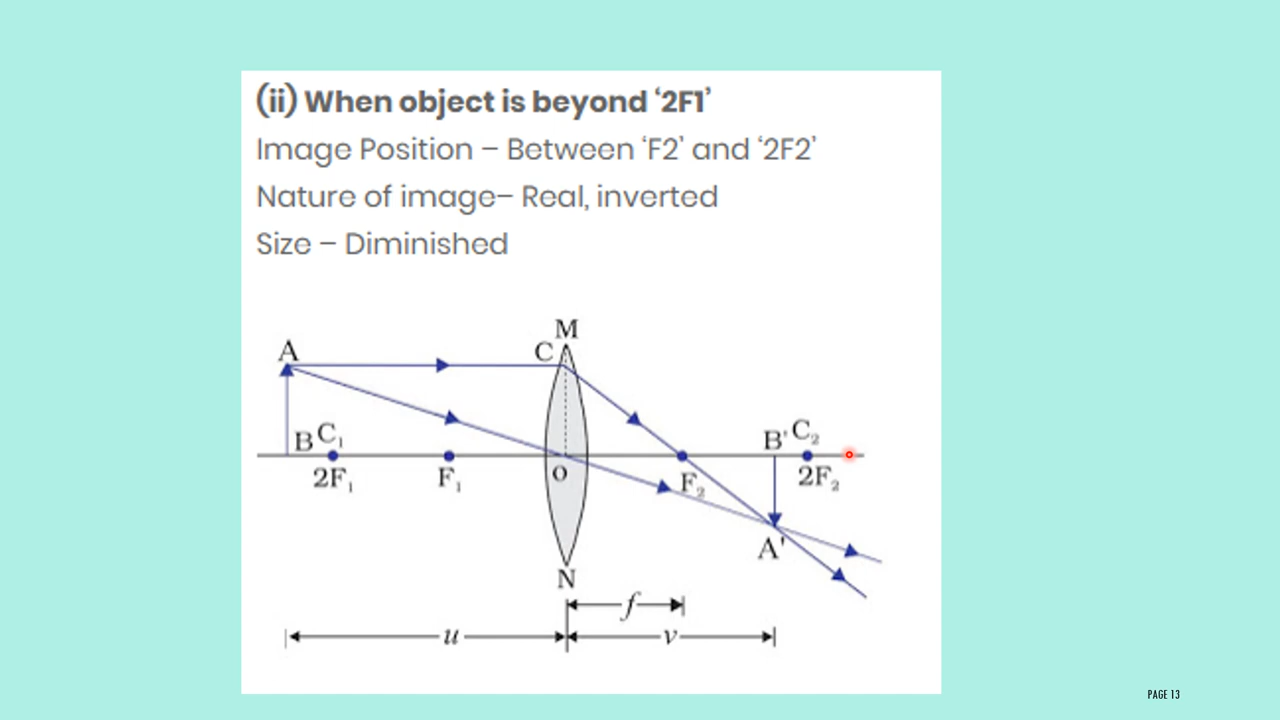 (ii) When object is beyond ‘2F1’
Image Position – Between ‘F2’ and ‘2F2’
Nature of image– Real, inverted
Size – Diminished
M
A
C
B C₁
B' C₂
2F₁
F₁
O
F₂
2F₂
A'
N
f
u
v
PAGE 13